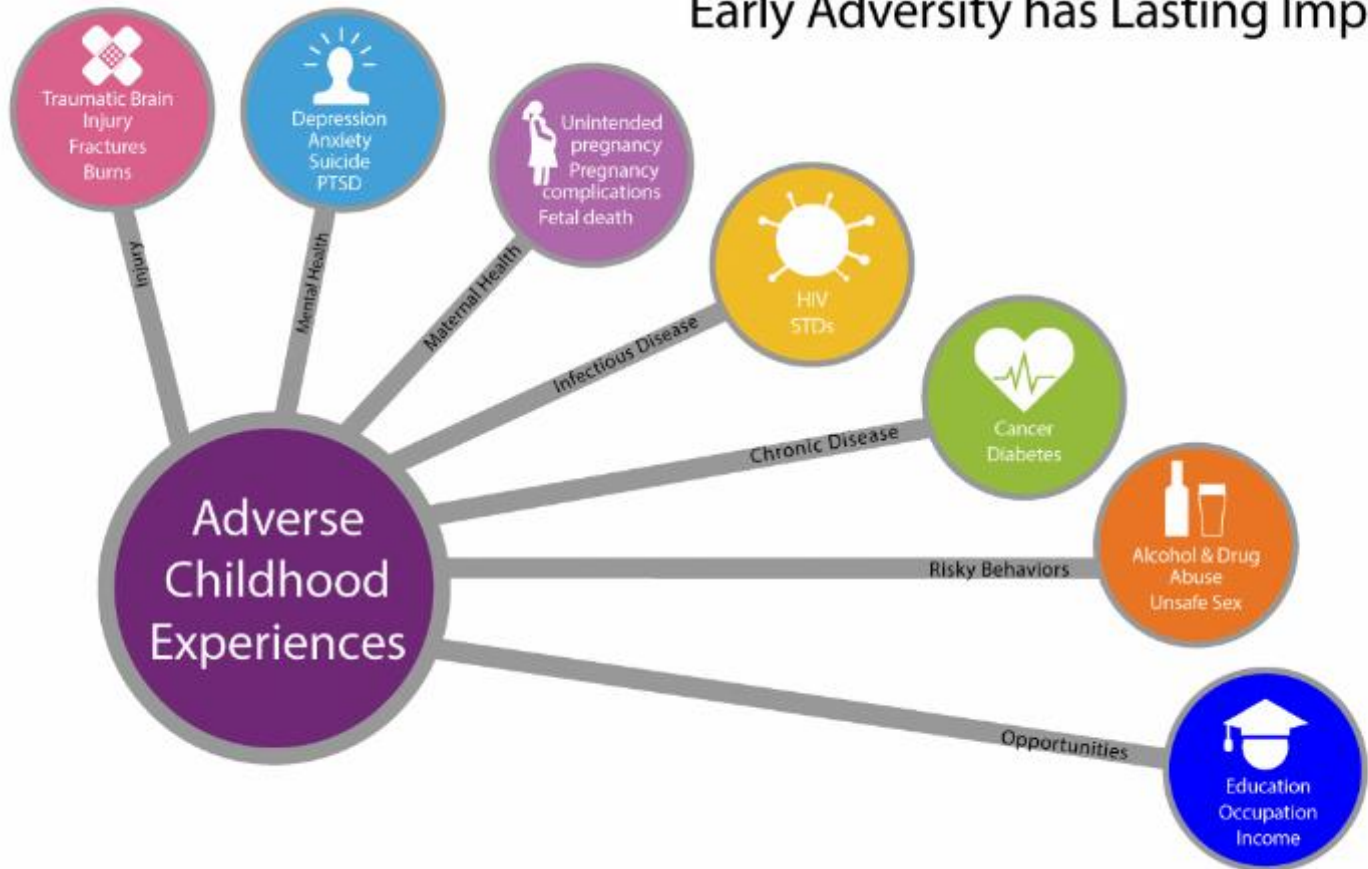 Early Adversity has Lasting Imp
Traumatic Brain
Injury
Fractures
Burns
Depression
Anxiety
Suicide
PTSD
Unintended
pregnancy
Pregnancy
complications
Fetal death
HIV
STDs
Cancer
Diabetes
Alcohol & Drug
Abuse
Unsafe Sex
Education
Occupation
Income
Injury
Mental Health
Maternal Health
Infectious Disease
Chronic Disease
Risky Behaviors
Opportunities
Adverse
Childhood
Experiences